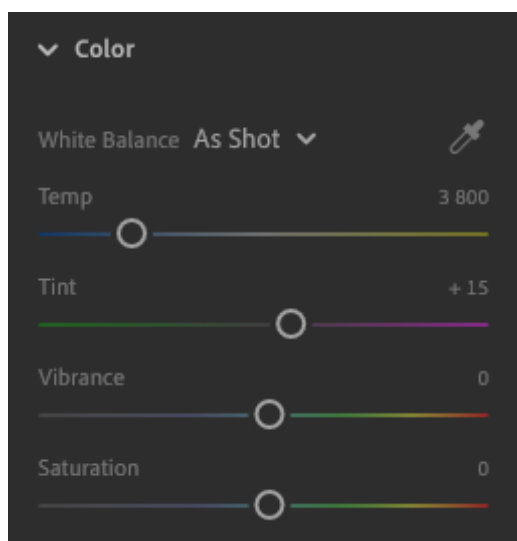 Color
White Balance As Shot
Temp 3 800
Tint + 15
Vibrance 0
Saturation 0